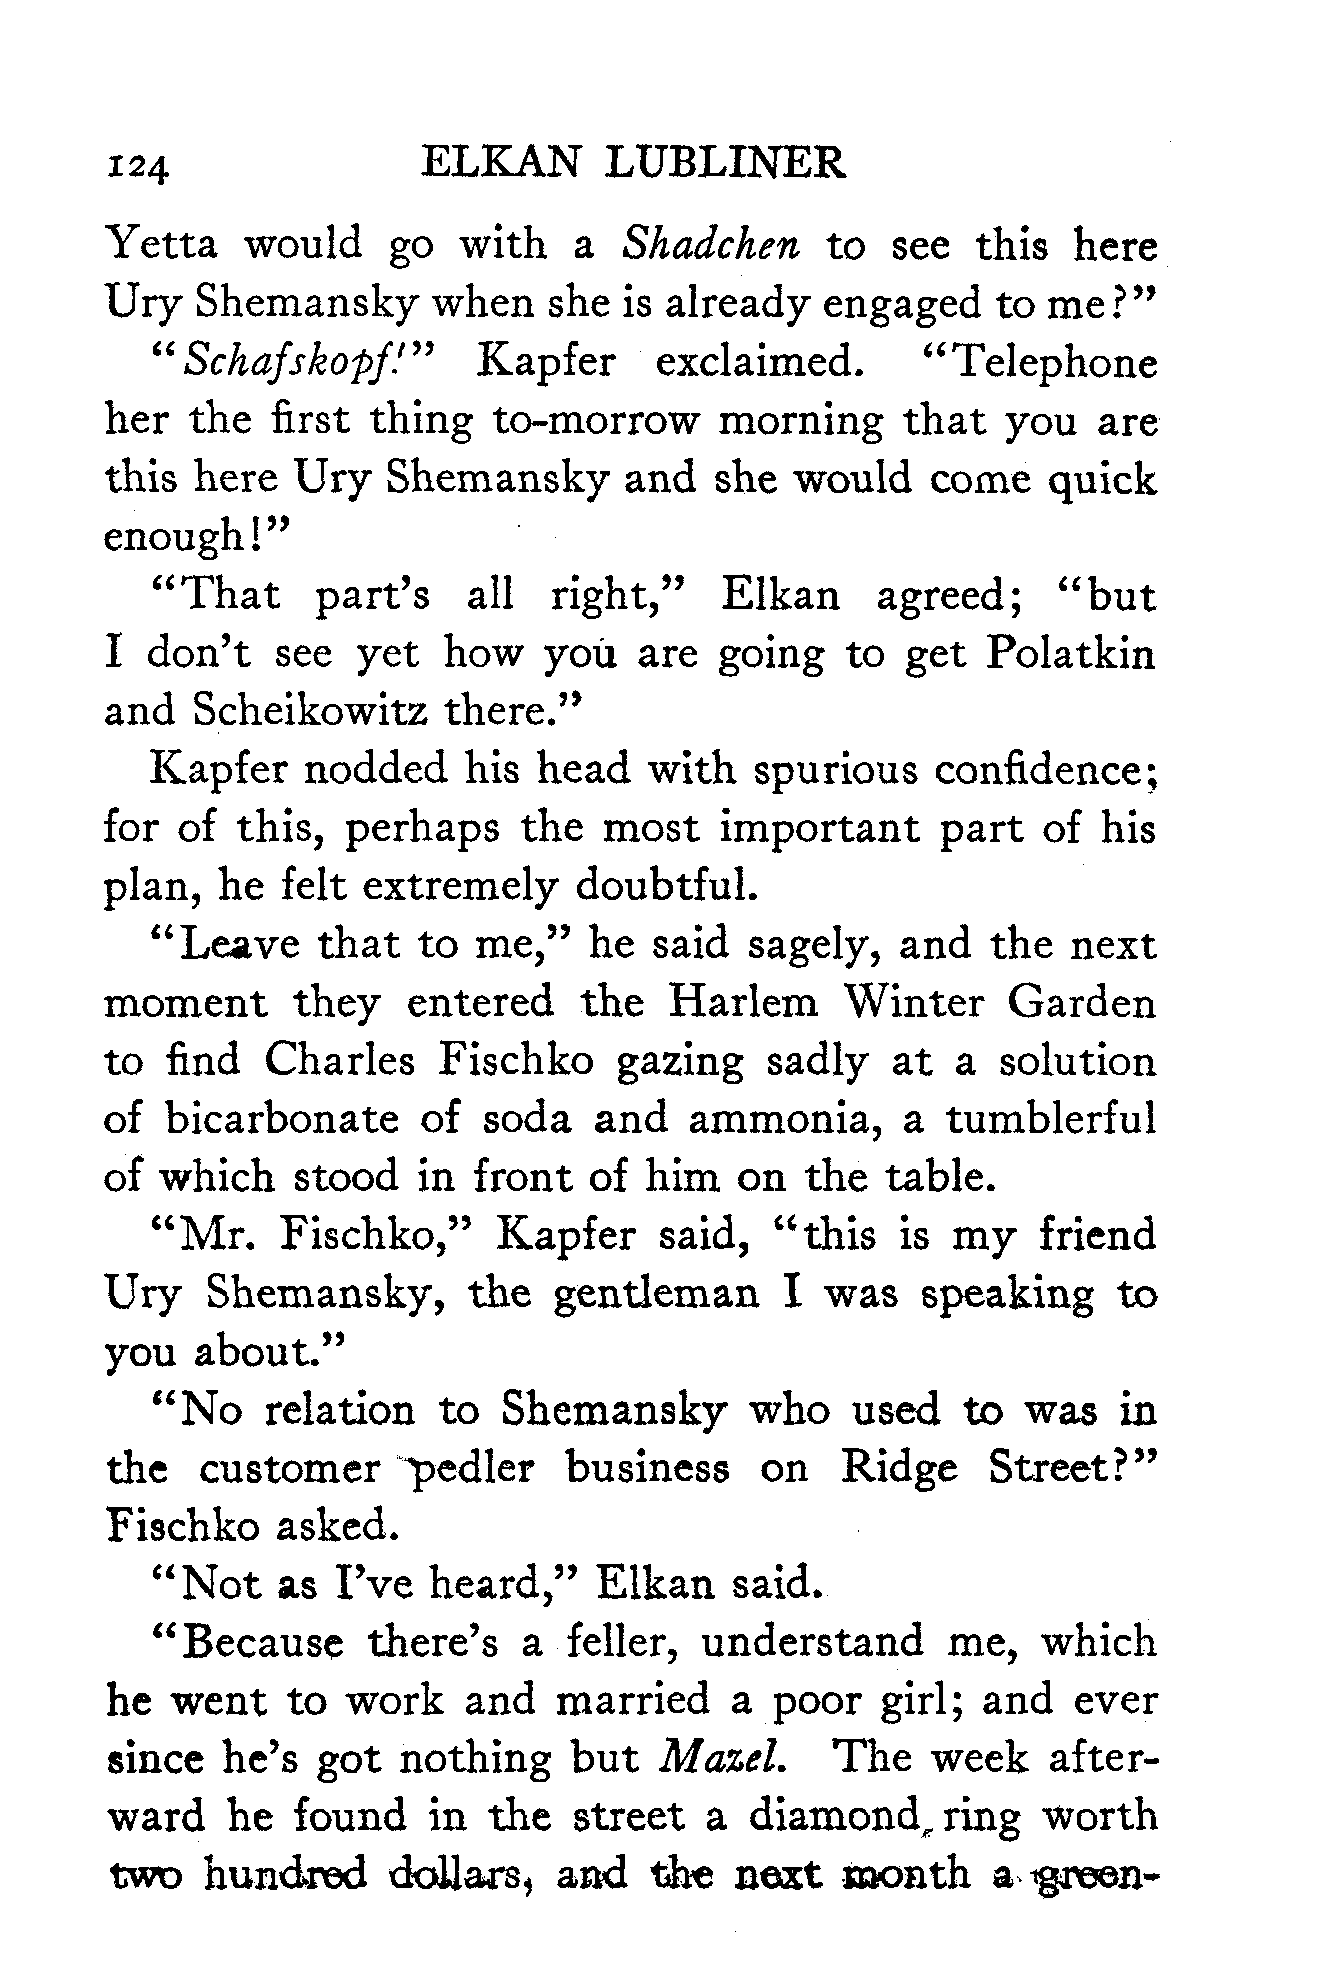 124 ELKAN LUBLINER
Yetta would go with a Shadchen to see this here
Ury Shemansky when she is already engaged to me?”
“Schafskopf!” Kapfer exclaimed. “Telephone
her the first thing to-morrow morning that you are
this here Ury Shemansky and she would come quick
enough!”
“That part’s all right,” Elkan agreed; “but
I don’t see yet how you are going to get Polatkin
and Scheikowitz there.”
Kapfer nodded his head with spurious confidence;
for of this, perhaps the most important part of his
plan, he felt extremely doubtful.
“Leave that to me,” he said sagely, and the next
moment they entered the Harlem Winter Garden
to find Charles Fischko gazing sadly at a solution
of bicarbonate of soda and ammonia, a tumblerful
of which stood in front of him on the table.
“Mr. Fischko,” Kapfer said, “this is my friend
Ury Shemansky, the gentleman I was speaking to
you about.”
“No relation to Shemansky who used to was in
the customer pedler business on Ridge Street?”
Fischko asked.
“Not as I’ve heard,” Elkan said.
“Because there’s a feller, understand me, which
he went to work and married a poor girl; and ever
since he’s got nothing but Mazel. The week after-
ward he found in the street a diamond ring worth
two hundred dollars, and the next month a green-